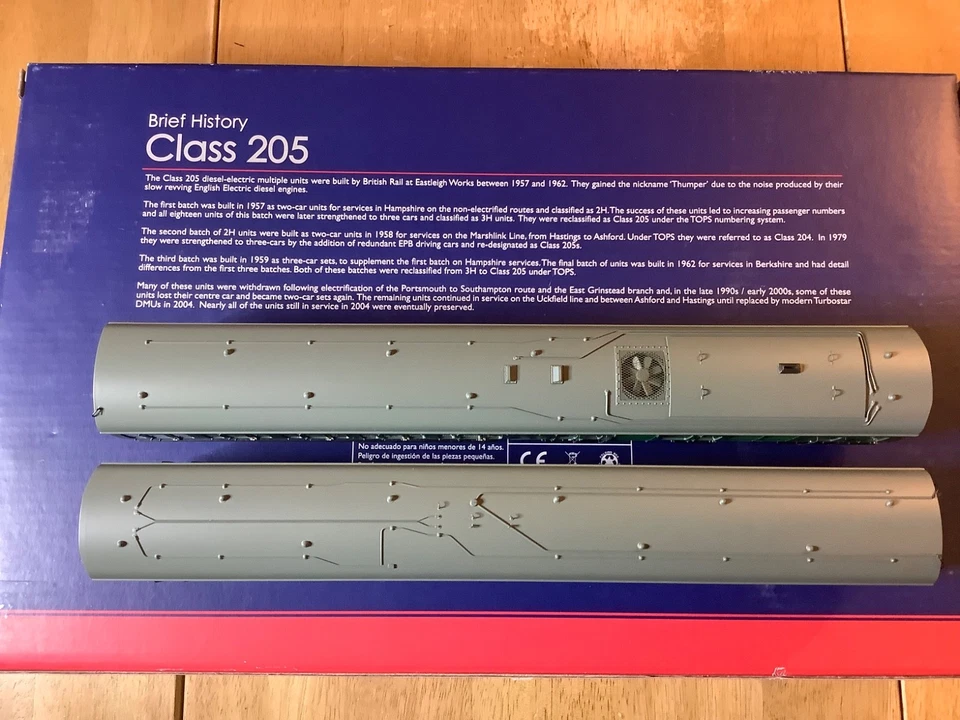 Brief History
Class 205
The Class 205 diesel-electric multiple units were built by British Rail at Eastleigh Works between 1957 and 1962. They gained the nickname 'Thumper' due to the noise produced by their
slow revving English Electric diesel engines.
The first batch was built in 1957 as two-car units for services in Hampshire on the non-electrified routes and classified as 2H. The success of these units led to increasing passenger numbers
and all eighteen units of this batch were later strengthened to three cars and classified as 3H units. They were reclassified as Class 205 under the TOPS numbering system.
The second batch of 2H units were built as two-car units in 1958 for services on the Marshlink Line, from Hastings to Ashford. Under TOPS they were referred to as Class 204. In 1979
they were strengthened to three-cars by the addition of redundant EPB driving cars and re-designated as Class 205s.
The third batch was built in 1959 as three-car sets, to supplement the first batch on Hampshire services. The final batch of units was built in 1962 for services in Berkshire and had detail
differences from the first three batches. Both of these batches were reclassified from 3H to Class 205 under TOPS.
Many of these units were withdrawn following electrification of the Portsmouth to Southampton route and the East Grinstead branch and, in the late 1990s / early 2000s, some of these
units lost their centre car and became two-car sets again. The remaining units continued in service on the Uckfield line and between Ashford and Hastings until replaced by modern Turbostar
DMUs in 2004. Nearly all of the units still in service in 2004 were eventually preserved.
No adecuado para niños menores de 14 años.
Peligro de ingestión de las piezas pequeñas.
CE